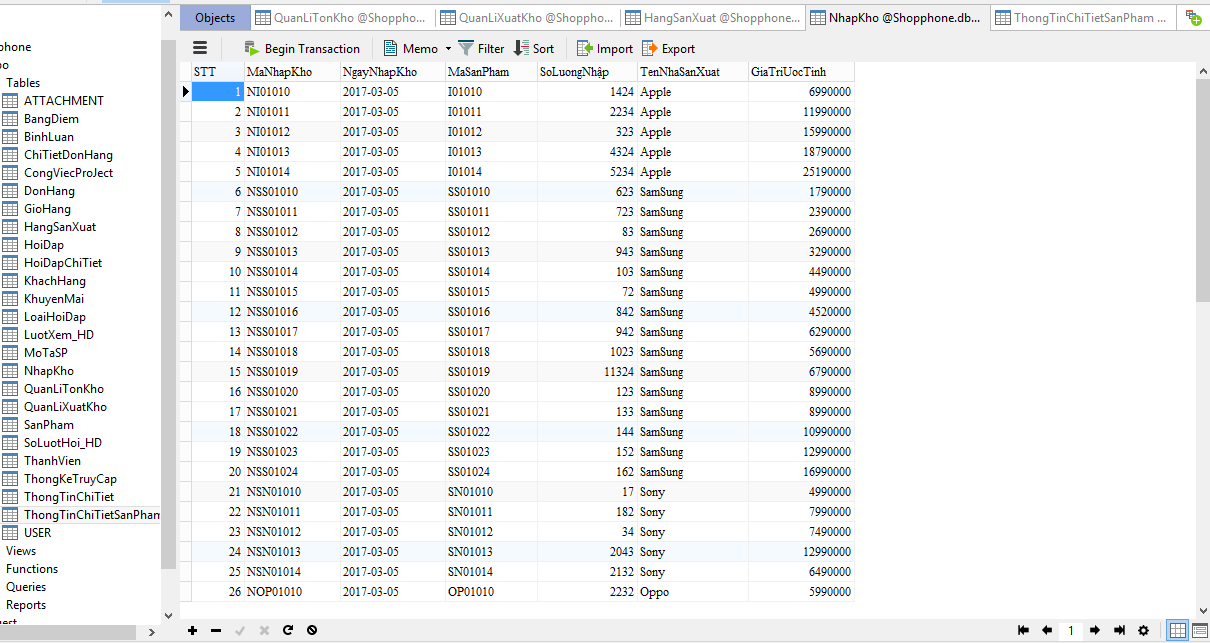 Objects QuanLiTonKho @Shoppho... QuanLiXuatKho @Shoppho... HangSanXuat @Shopphone... NhapKho @Shopphone.db... ThongTinChiTietSanPham ...
Begin Transaction Memo Filter Sort Import Export
phone
Tables
ATTACHMENT
BangDiem
BinhLuan
ChiTietDonHang
CongViecProJect
DonHang
GioHang
HangSanXuat
HoiDap
HoiDapChiTiet
KhachHang
KhuyenMai
LoaiHoiDap
LuotXem_HD
MoTaSP
NhapKho
QuanLiTonKho
QuanLiXuatKho
SanPham
SoLuotHoi_HD
ThanhVien
ThongKeTruyCap
ThongTinChiTiet
ThongTinChiTietSanPham
USER
Views
Functions
Queries
Reports
STT MaNhapKho NgayNhapKho MaSanPham SoLuongNhập TenNhaSanXuat GiaTriUocTinh
1 NI01010 2017-03-05 I01010 1424 Apple 6990000
2 NI01011 2017-03-05 I01011 2234 Apple 11990000
3 NI01012 2017-03-05 I01012 323 Apple 15990000
4 NI01013 2017-03-05 I01013 4324 Apple 18790000
5 NI01014 2017-03-05 I01014 5234 Apple 25190000
6 NSS01010 2017-03-05 SS01010 623 SamSung 1790000
7 NSS01011 2017-03-05 SS01011 723 SamSung 2390000
8 NSS01012 2017-03-05 SS01012 83 SamSung 2690000
9 NSS01013 2017-03-05 SS01013 943 SamSung 3290000
10 NSS01014 2017-03-05 SS01014 103 SamSung 4490000
11 NSS01015 2017-03-05 SS01015 72 SamSung 4990000
12 NSS01016 2017-03-05 SS01016 842 SamSung 4520000
13 NSS01017 2017-03-05 SS01017 942 SamSung 6290000
14 NSS01018 2017-03-05 SS01018 1023 SamSung 5690000
15 NSS01019 2017-03-05 SS01019 11324 SamSung 6790000
16 NSS01020 2017-03-05 SS01020 123 SamSung 8990000
17 NSS01021 2017-03-05 SS01021 133 SamSung 8990000
18 NSS01022 2017-03-05 SS01022 144 SamSung 10990000
19 NSS01023 2017-03-05 SS01023 152 SamSung 12990000
20 NSS01024 2017-03-05 SS01024 162 SamSung 16990000
21 NSN01010 2017-03-05 SN01010 17 Sony 4990000
22 NSN01011 2017-03-05 SN01011 182 Sony 7990000
23 NSN01012 2017-03-05 SN01012 34 Sony 7490000
24 NSN01013 2017-03-05 SN01013 2043 Sony 12990000
25 NSN01014 2017-03-05 SN01014 2132 Sony 6490000
26 NOP01010 2017-03-05 OP01010 2232 Oppo 5990000
1